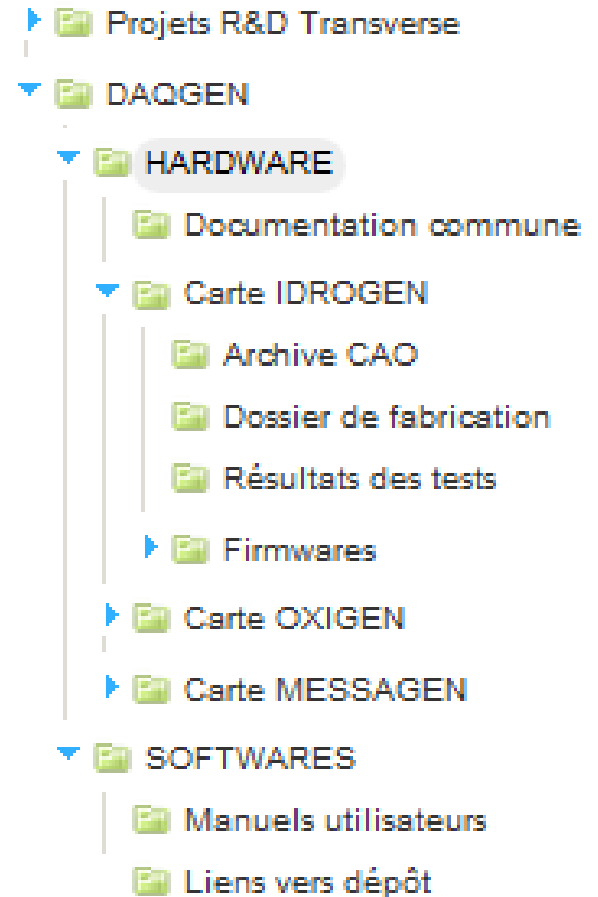 Projets R&D Transverse
DAQGEN
HARDWARE
Documentation commune
Carte IDROGEN
Archive CAO
Dossier de fabrication
Résultats des tests
Firmwares
Carte OXIGEN
Carte MESSAGEN
SOFTWARES
Manuels utilisateurs
Liens vers dépôt